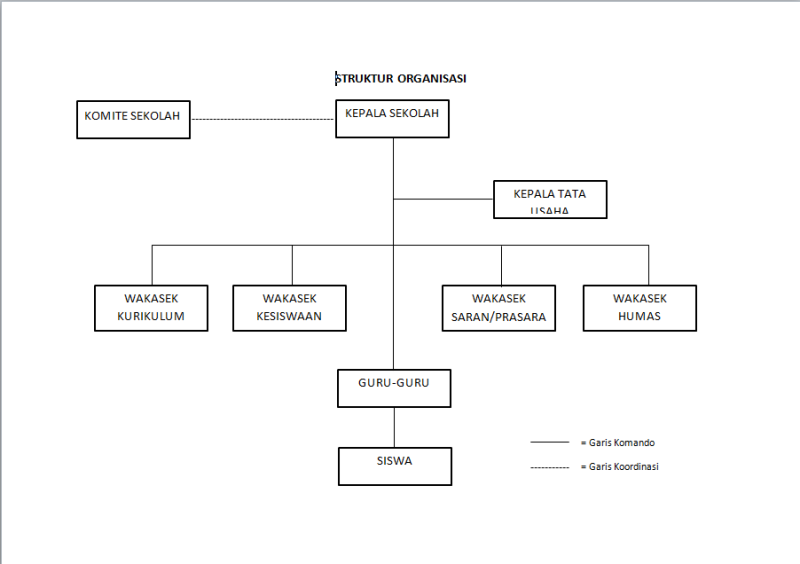 STRUKTUR ORGANISASI
KOMITE SEKOLAH
KEPALA SEKOLAH
KEPALA TATA
USAHA
WAKASEK
KURIKULUM
WAKASEK
KESISWAAN
WAKASEK
SARAN/PRASARA
WAKASEK
HUMAS
GURU-GURU
SISWA
= Garis Komando
= Garis Koordinasi